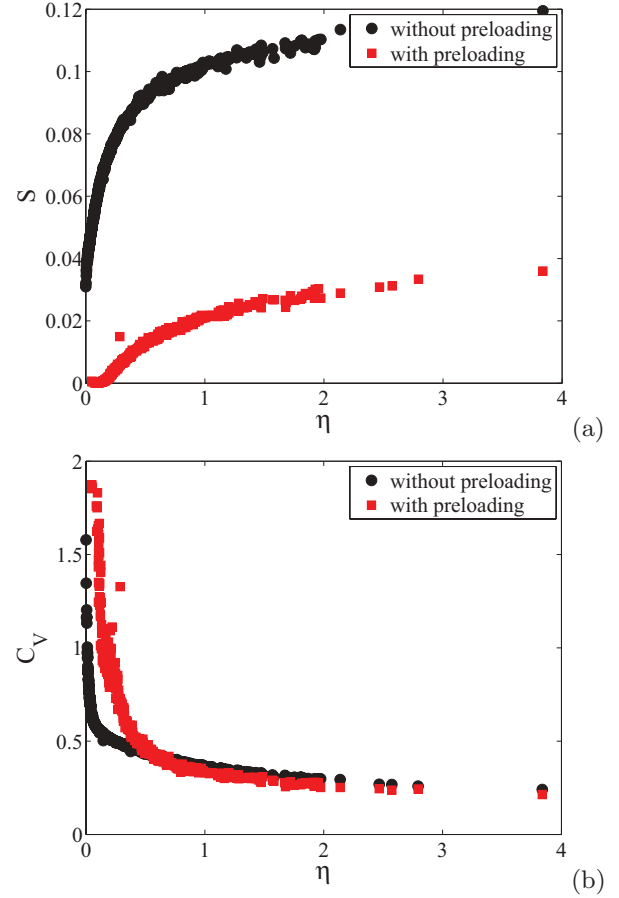 0.12
without preloading
with preloading
0.1
0.08
0.06
0.04
0.02
0
S
0 1 2 3 4
η
(a)
2
without preloading
with preloading
1.5
1
0.5
0
C_V
0 1 2 3 4
η
(b)